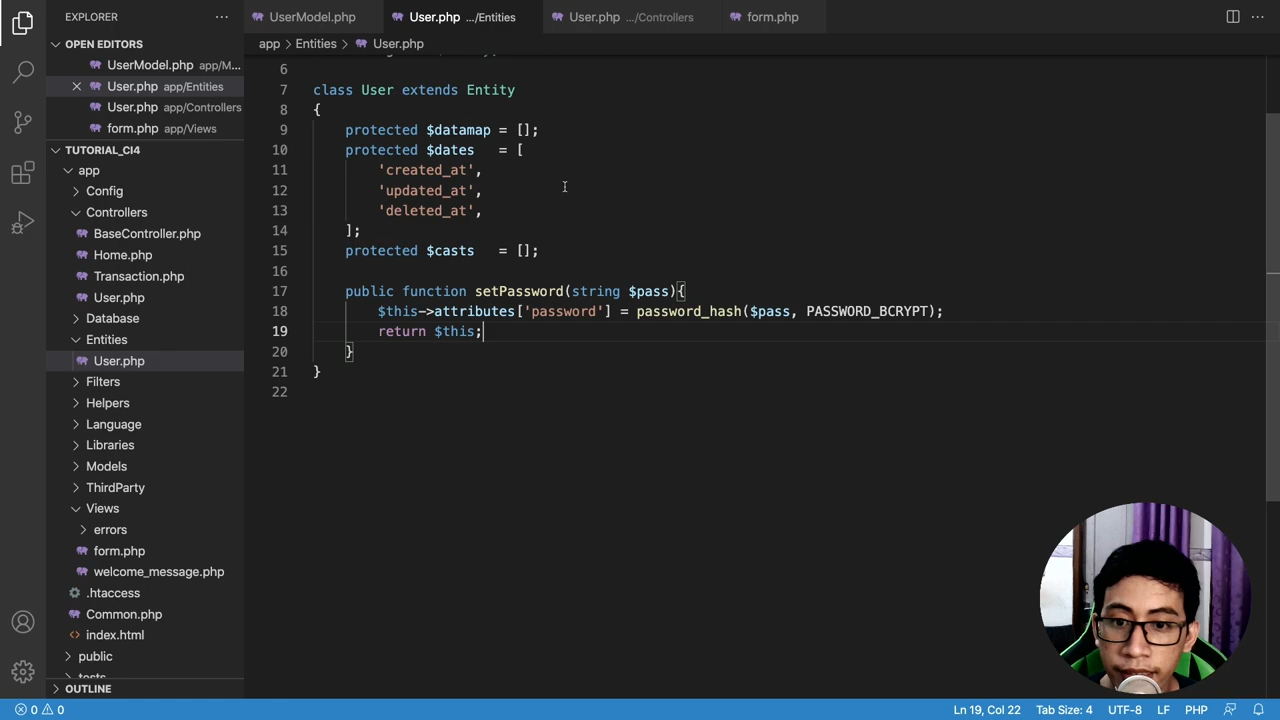 EXPLORER
OPEN EDITORS
UserModel.php app/M...
User.php app/Entities
User.php app/Controllers
form.php app/Views
TUTORIAL_CI4
app
Config
Controllers
BaseController.php
Home.php
Transaction.php
User.php
Database
Entities
User.php
Filters
Helpers
Language
Libraries
Models
ThirdParty
Views
errors
form.php
welcome_message.php
.htaccess
Common.php
index.html
public
tests
OUTLINE
UserModel.php
User.php .../Entities
User.php .../Controllers
form.php
app > Entities > User.php
6
7 class User extends Entity
8 {
9 protected $datamap = [];
10 protected $dates = [
11 'created_at',
12 'updated_at',
13 'deleted_at',
14 ];
15 protected $casts = [];
16
17 public function setPassword(string $pass){
18 $this->attributes['password'] = password_hash($pass, PASSWORD_BCRYPT);
19 return $this;
20 }
21 }
22
0 0
Ln 19, Col 22 Tab Size: 4 UTF-8 LF PHP